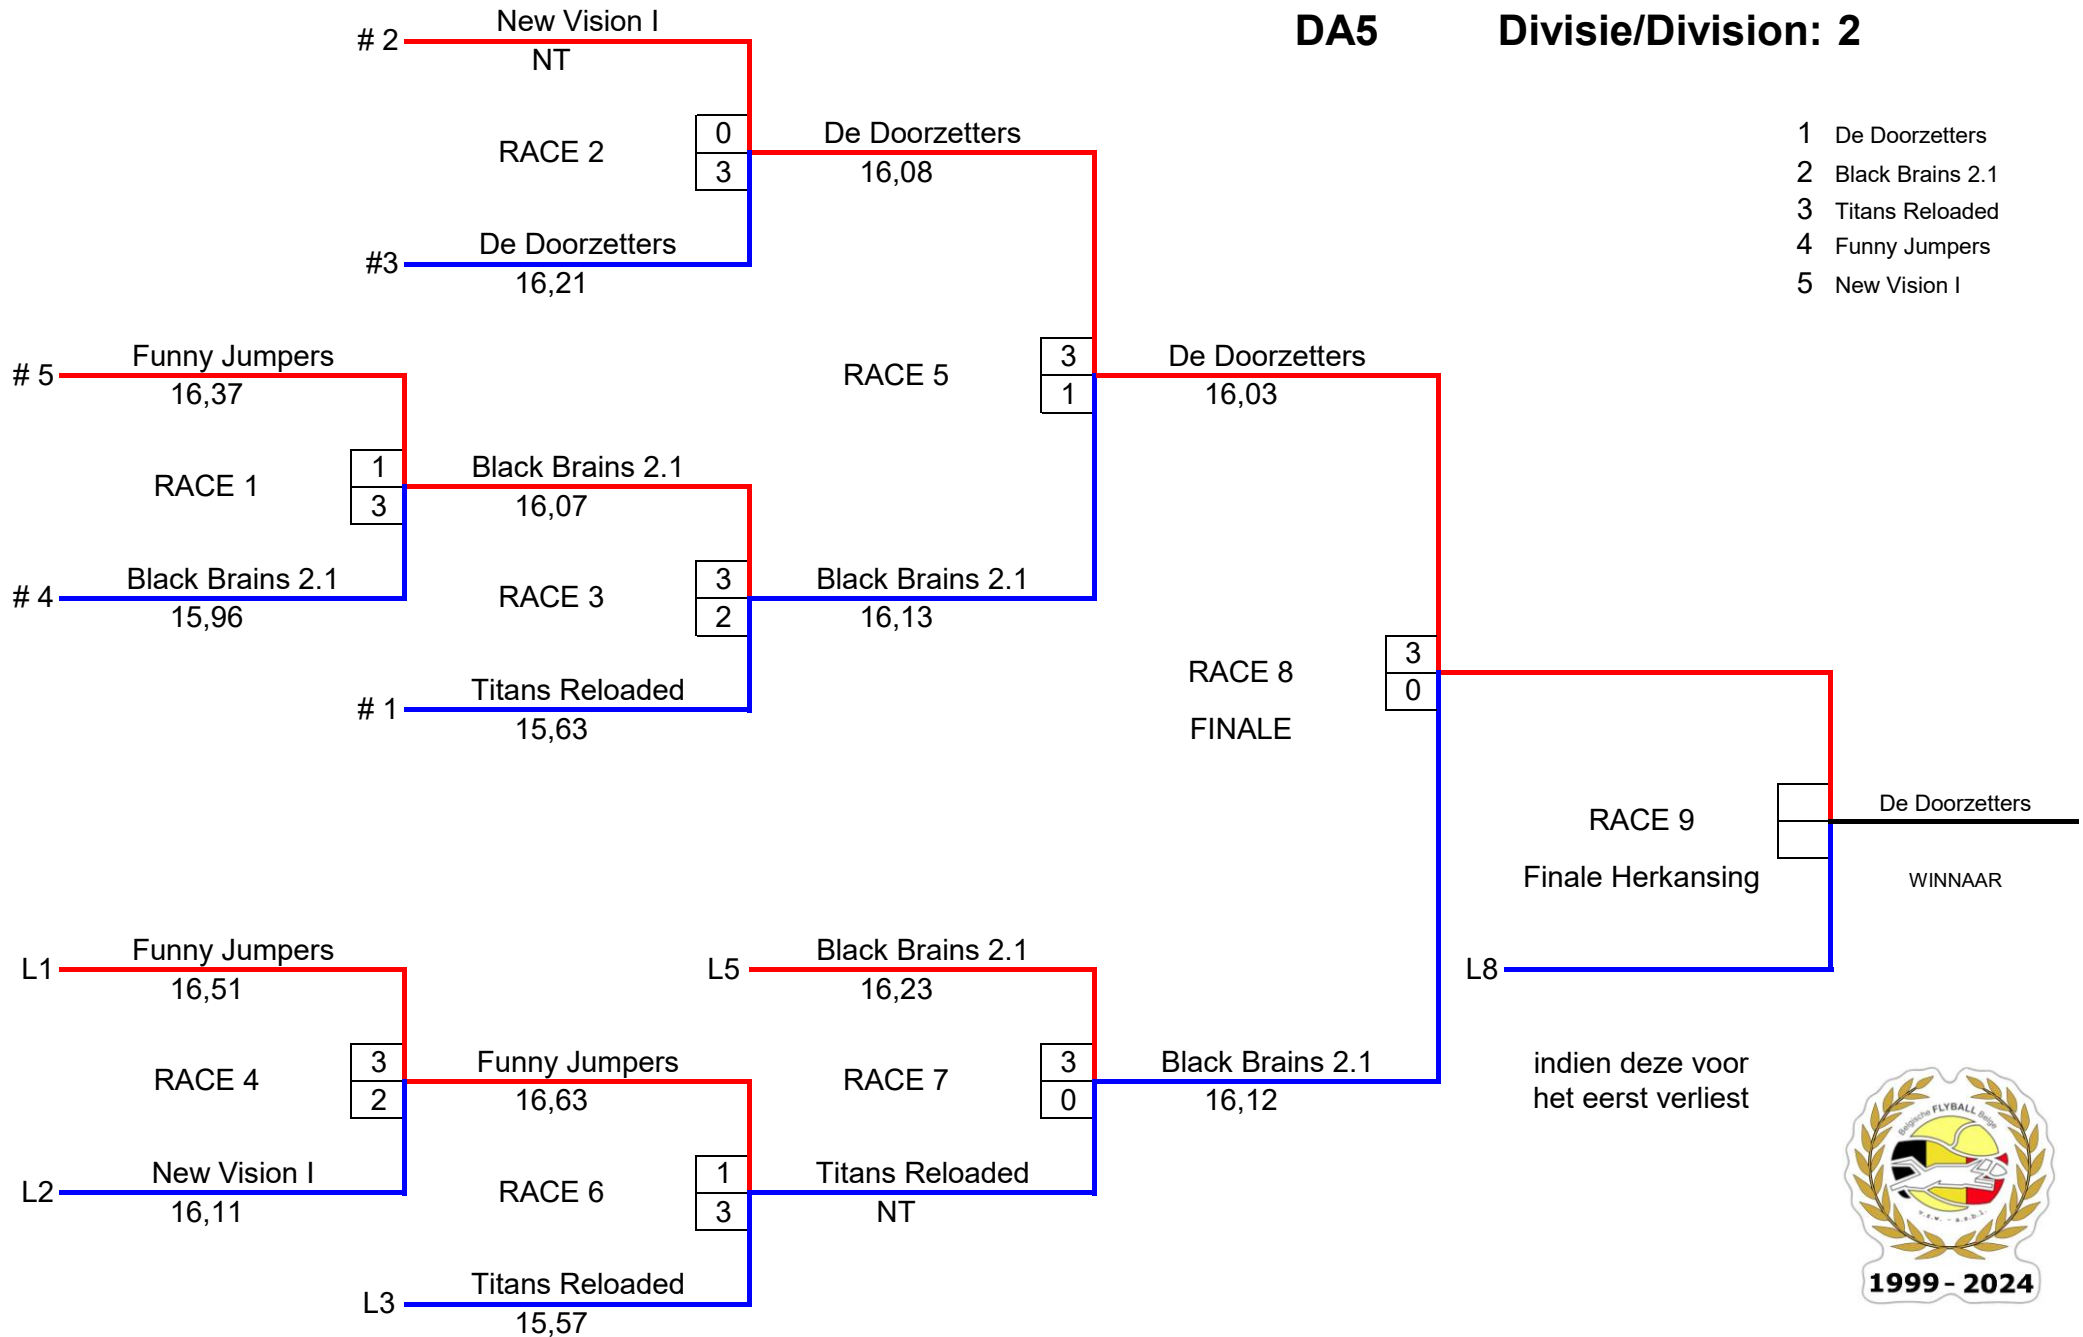 DA5 Divisie/Division: 2
# 2 New Vision I
NT
RACE 2
0
3
#3 De Doorzetters
16,21
De Doorzetters
16,08
1 De Doorzetters
2 Black Brains 2.1
3 Titans Reloaded
4 Funny Jumpers
5 New Vision I
# 5 Funny Jumpers
16,37
RACE 1
1
3
# 4 Black Brains 2.1
15,96
Black Brains 2.1
16,07
RACE 3
3
2
# 1 Titans Reloaded
15,63
RACE 5
3
1
Black Brains 2.1
16,13
De Doorzetters
16,03
RACE 8
FINALE
3
0
RACE 9
Finale Herkansing
De Doorzetters
WINNAAR
L8
indien deze voor
het eerst verliest
L1 Funny Jumpers
16,51
RACE 4
3
2
L2 New Vision I
16,11
Funny Jumpers
16,63
RACE 6
1
3
L3 Titans Reloaded
15,57
L5 Black Brains 2.1
16,23
RACE 7
3
0
Titans Reloaded
NT
Black Brains 2.1
16,12
Belgische FLYBALL Belge
v.z.w. - a.s.b.l.
1999 - 2024